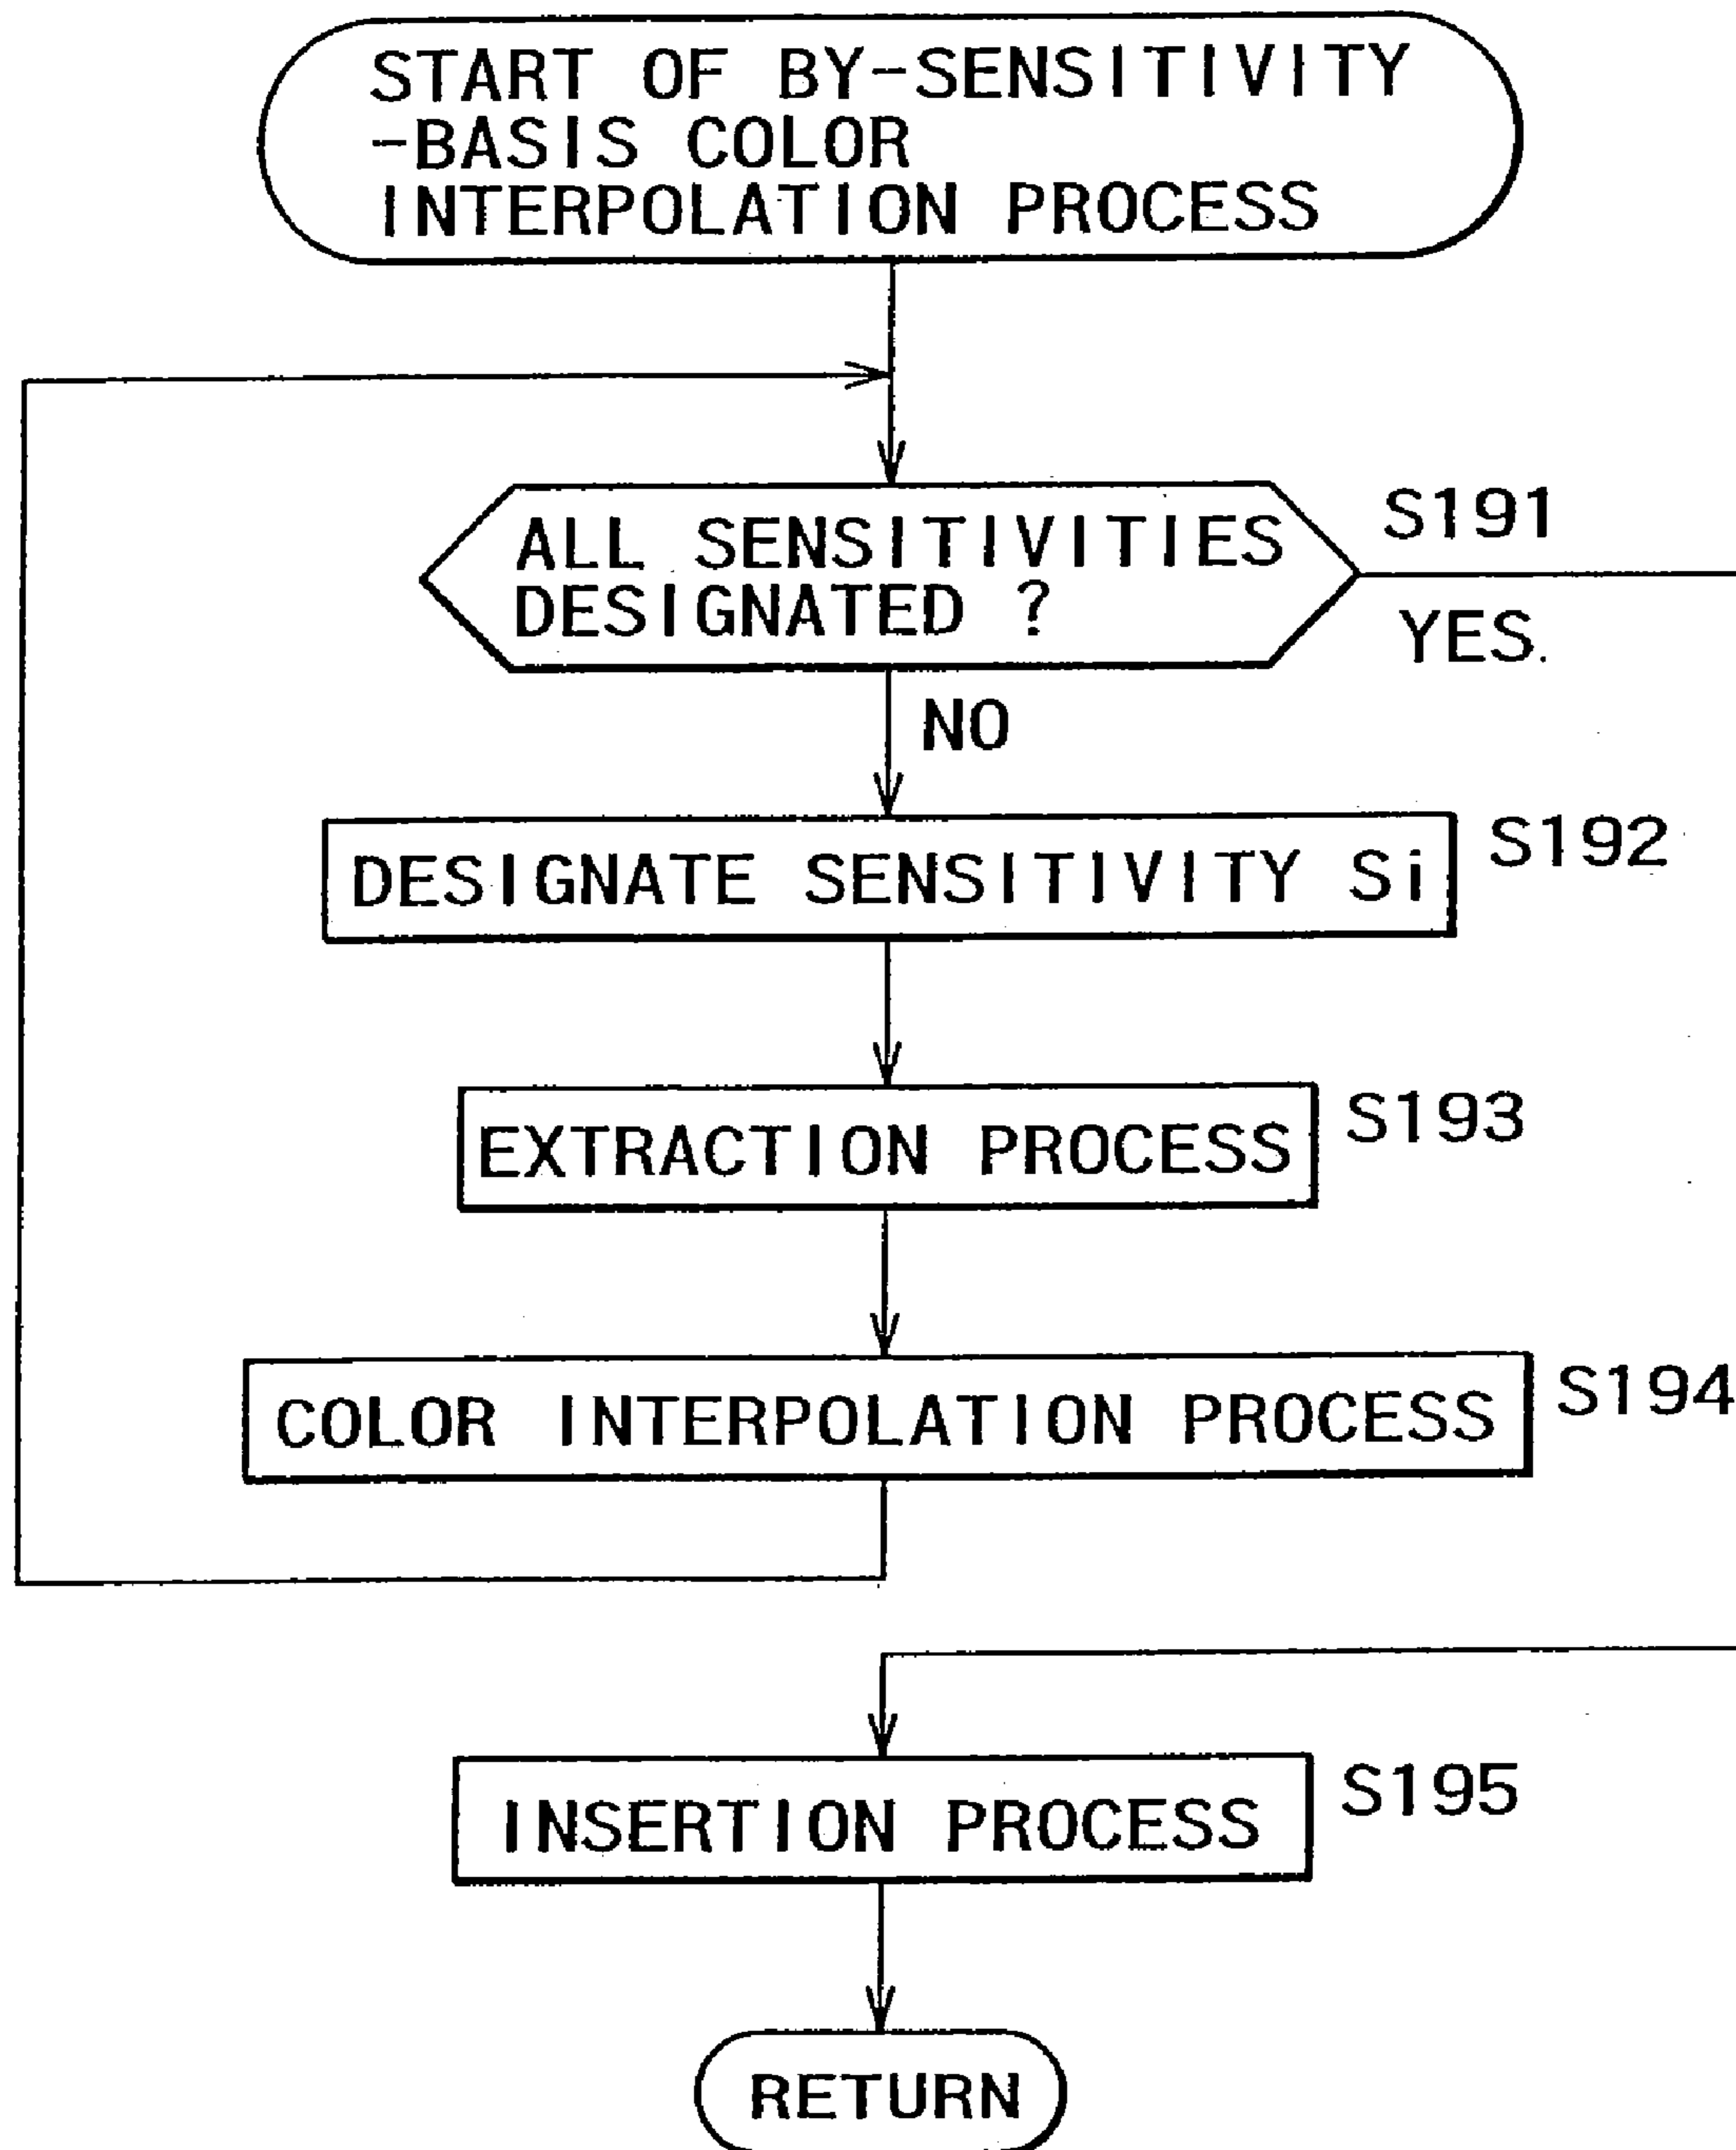 START OF BY-SENSITIVITY
-BASIS COLOR
INTERPOLATION PROCESS
ALL SENSITIVITIES
DESIGNATED ?
S191
YES.
NO
DESIGNATE SENSITIVITY Si
S192
EXTRACTION PROCESS
S193
COLOR INTERPOLATION PROCESS
S194
INSERTION PROCESS
S195
RETURN